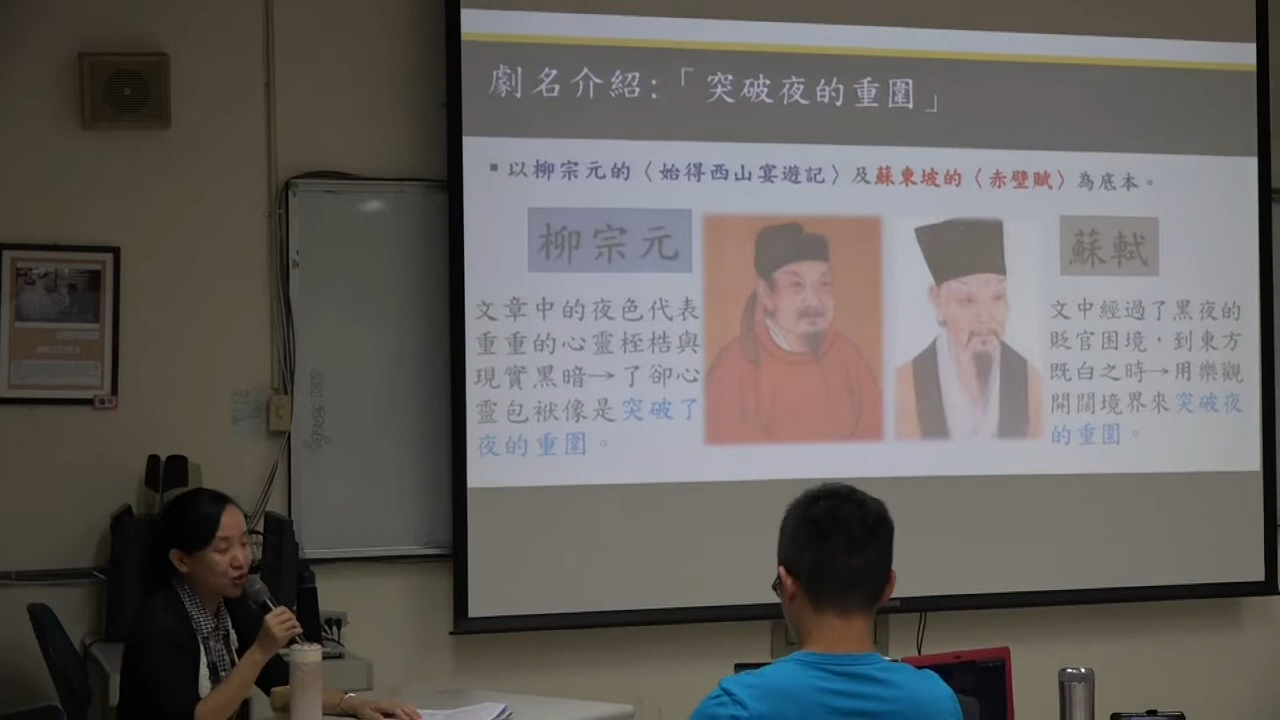 劇名介紹:「突破夜的重圍」
以柳宗元的〈始得西山宴遊記〉及蘇東坡的〈赤壁賦〉為底本。
柳宗元
文章中的夜色代表
重重的心靈桎梏與
現實黑暗→了卻心
靈包袱像是突破了
夜的重圍。
蘇軾
文中經過了黑夜的
貶官困境，到東方
既白之時→用樂觀
開闊境界來突破夜
的重圍。